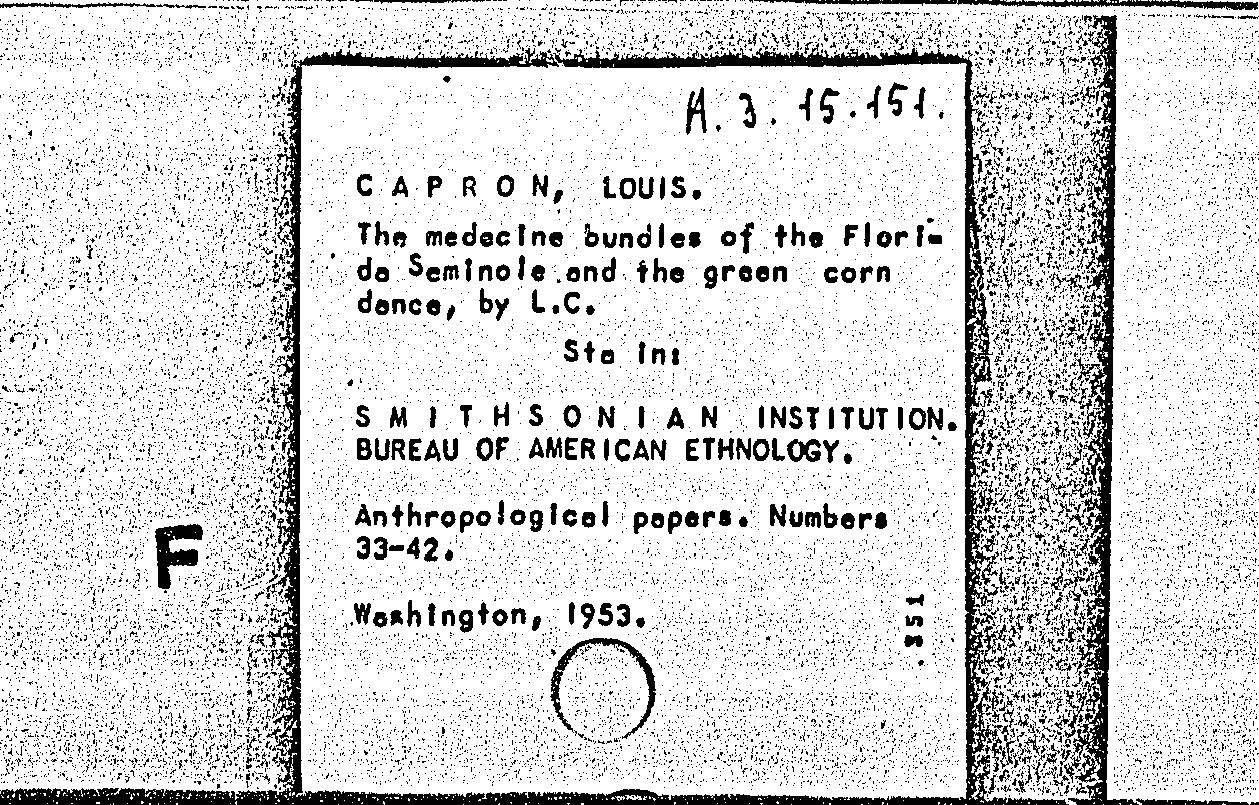 A. 3. 15.151.
CAPRON, LOUIS.
The medecine bundles of the Flori-
da Seminole and the green corn
dance, by L.C.
Sta in:
SMITHSONIAN INSTITUTION.
BUREAU OF AMERICAN ETHNOLOGY.
Anthropological papers. Numbers
33-42.
F
Washington, 1953.